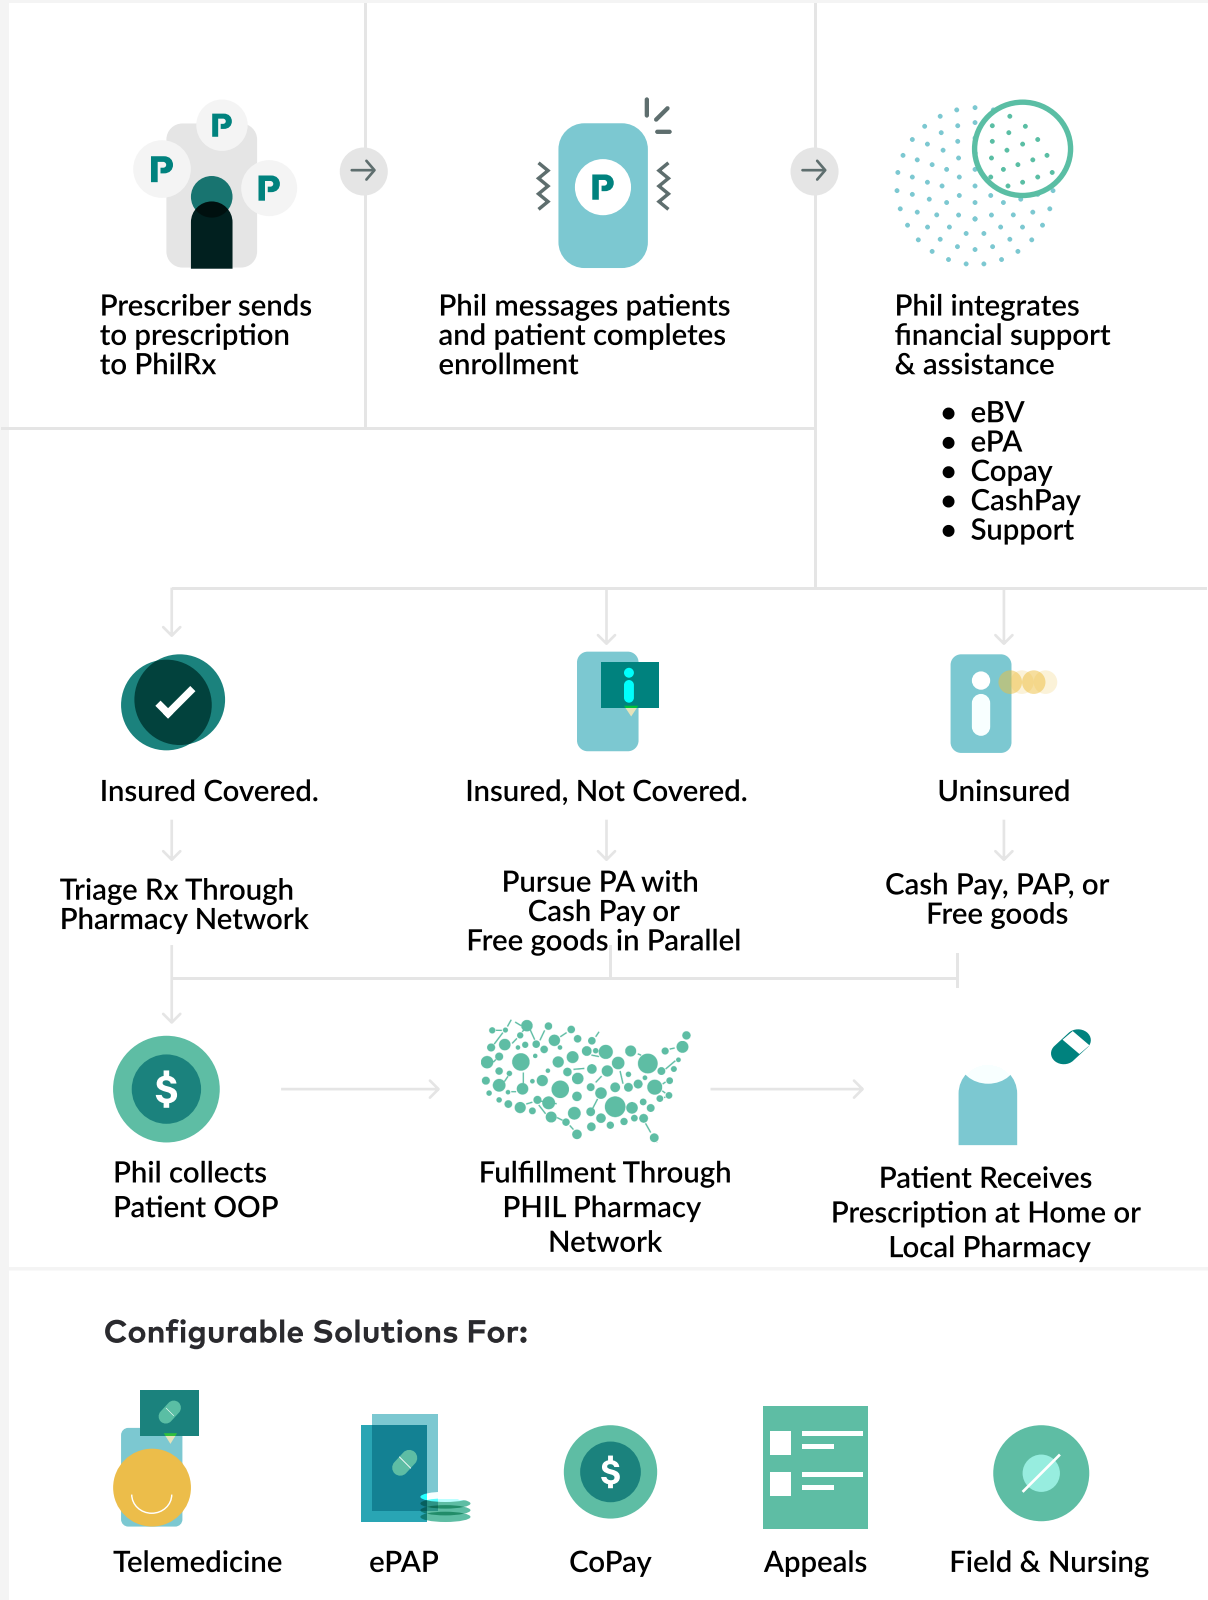 P
P
P
P
Prescriber sends
to prescription
to PhilRx
Phil messages patients
and patient completes
enrollment
Phil integrates
financial support
& assistance
• eBV
• ePA
• Copay
• CashPay
• Support
Insured Covered.
Insured, Not Covered.
Uninsured
Triage Rx Through
Pharmacy Network
Pursue PA with
Cash Pay or
Free goods in Parallel
Cash Pay, PAP, or
Free goods
$
Phil collects
Patient OOP
Fulfillment Through
PHIL Pharmacy
Network
Patient Receives
Prescription at Home or
Local Pharmacy
Configurable Solutions For:
$
Telemedicine
ePAP
CoPay
Appeals
Field & Nursing